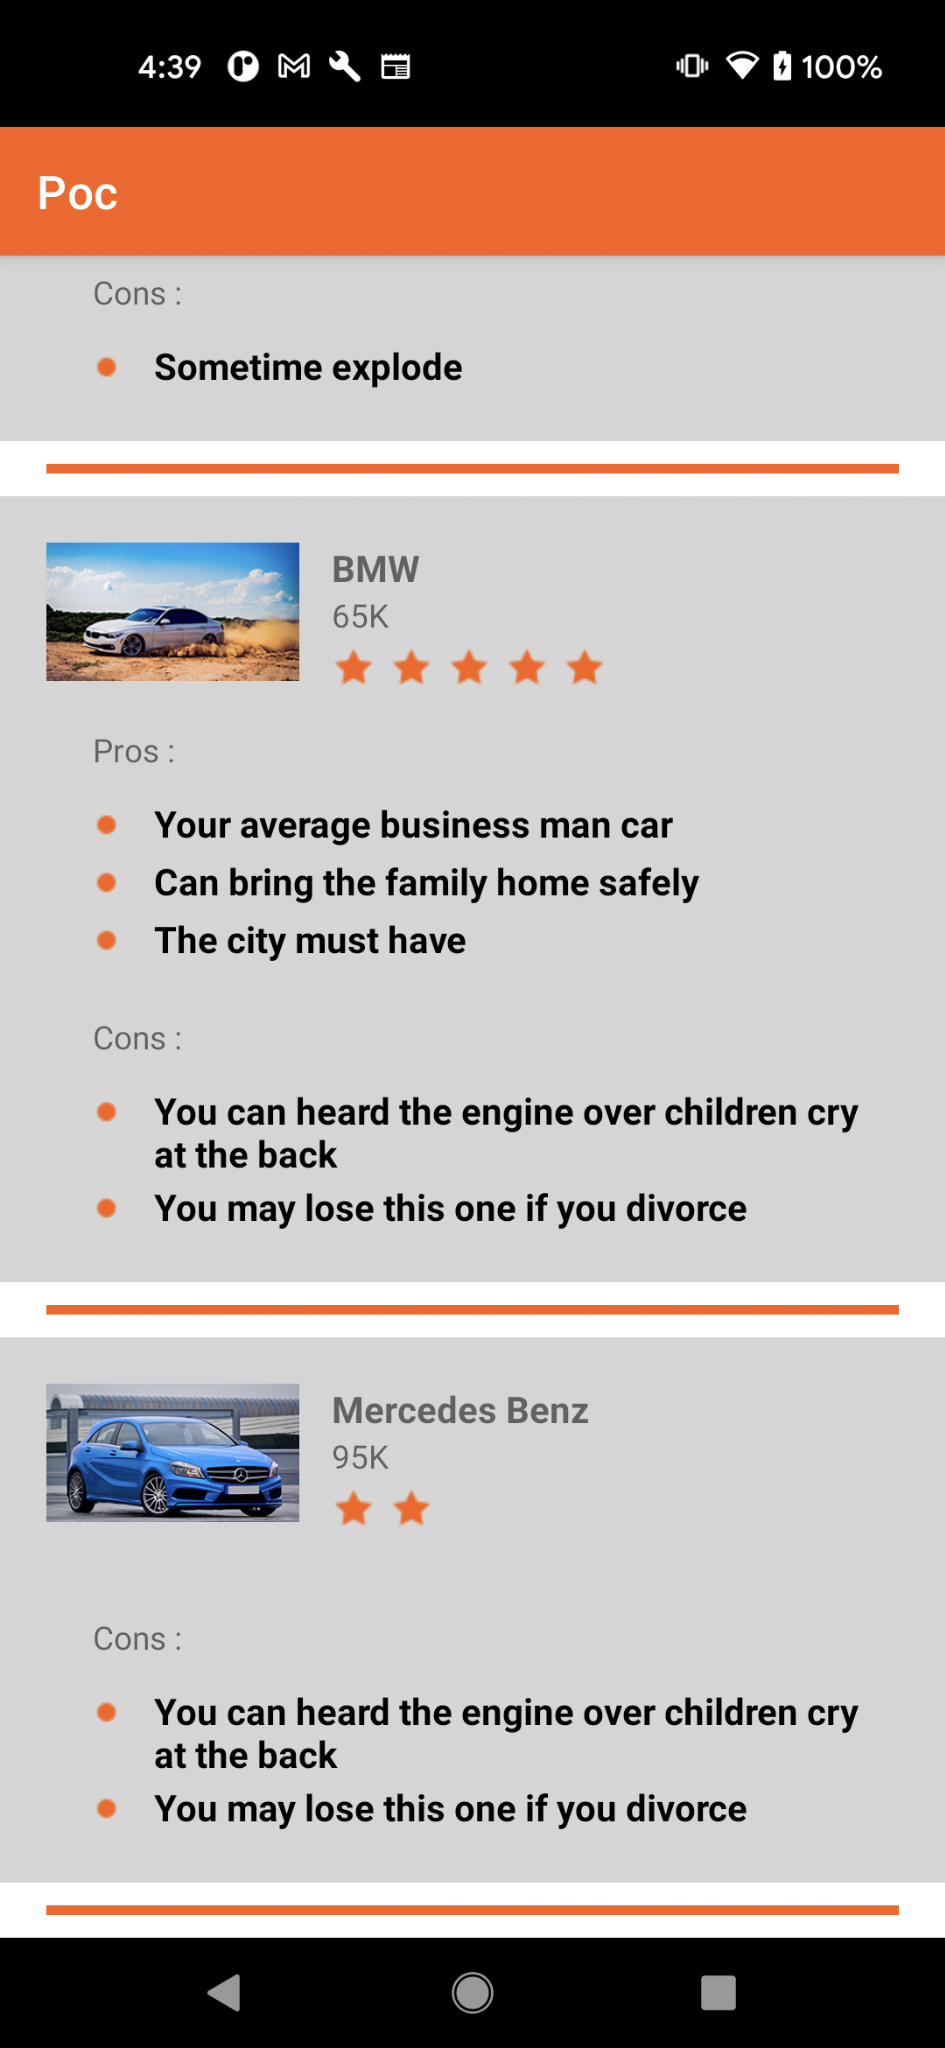 4:39
100%
Poc
Cons :
Sometime explode
BMW
65K
Pros :
Your average business man car
Can bring the family home safely
The city must have
Cons :
You can heard the engine over children cry
at the back
You may lose this one if you divorce
Mercedes Benz
95K
Cons :
You can heard the engine over children cry
at the back
You may lose this one if you divorce